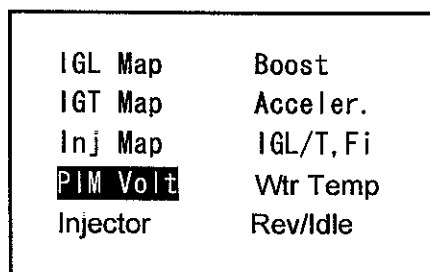 IGL Map Boost
IGT Map Acceler.
Inj Map IGL/T,Fi
PIM Volt Wtr Temp
Injector Rev/Idle